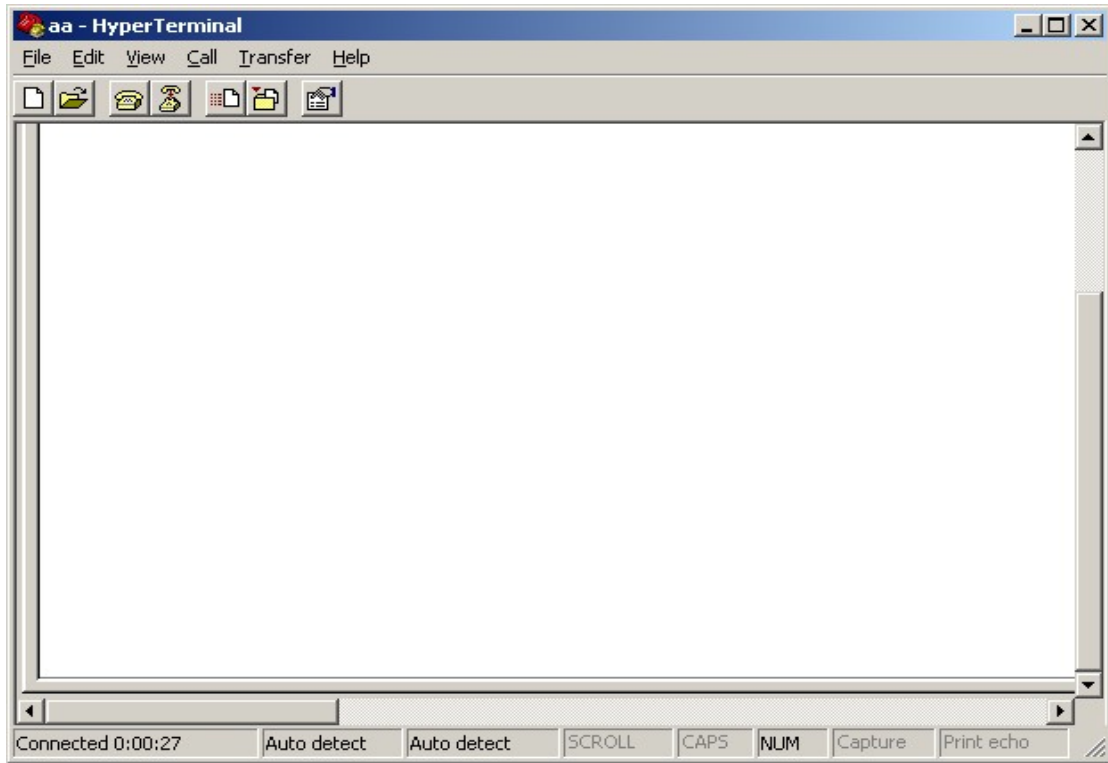 aa - HyperTerminal
File Edit View Call Transfer Help
Connected 0:00:27 Auto detect Auto detect SCROLL CAPS NUM Capture Print echo